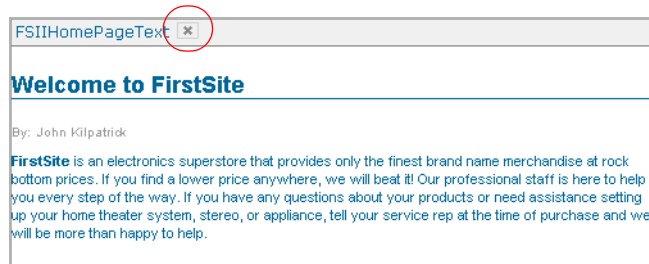 FSIIHomePageText
Welcome to FirstSite
By: John Kilpatrick
FirstSite is an electronics superstore that provides only the finest brand name merchandise at rock
bottom prices. If you find a lower price anywhere, we will beat it! Our professional staff is here to help
you every step of the way. If you have any questions about your products or need assistance setting
up your home theater system, stereo, or appliance, tell your service rep at the time of purchase and we
will be more than happy to help.